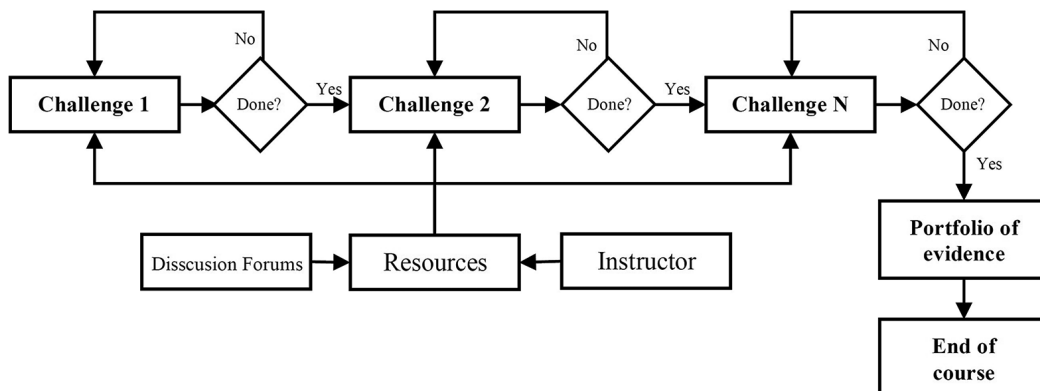 No
No
No
Challenge 1
Done?
Yes
Challenge 2
Done?
Yes
Challenge N
Done?
Yes
Disscusion Forums
Resources
Instructor
Portfolio of
evidence
End of
course